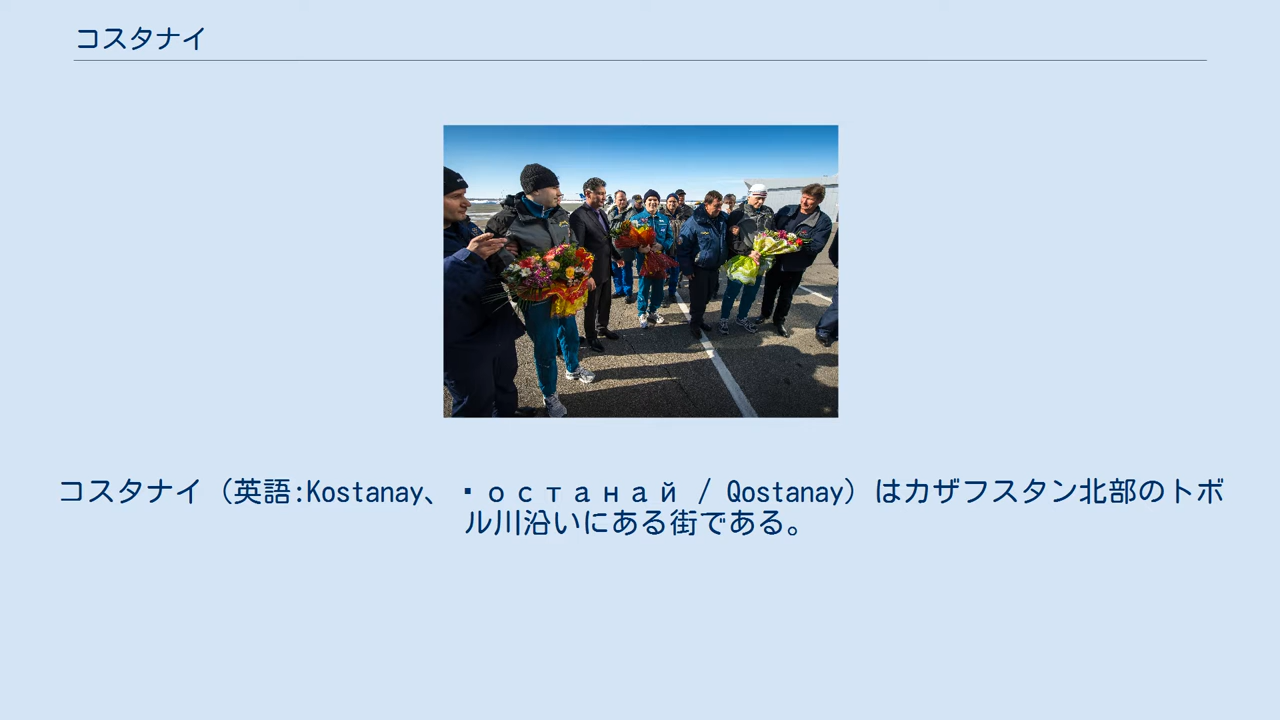 コスタナイ
コスタナイ（英語:Kostanay、▪останай / Qostanay）はカザフスタン北部のトボ
ル川沿いにある街である。